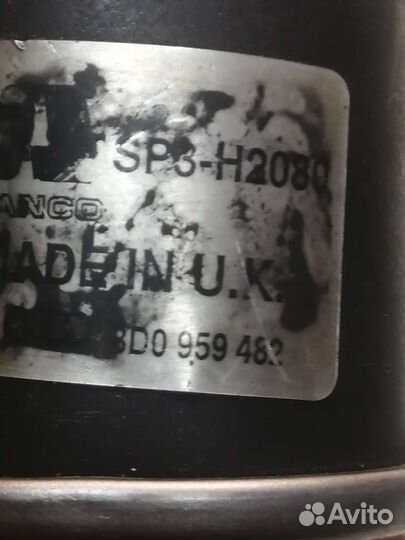 SP3-H2080
ANCO
MADE IN U.K.
8D0 959 482
Avito